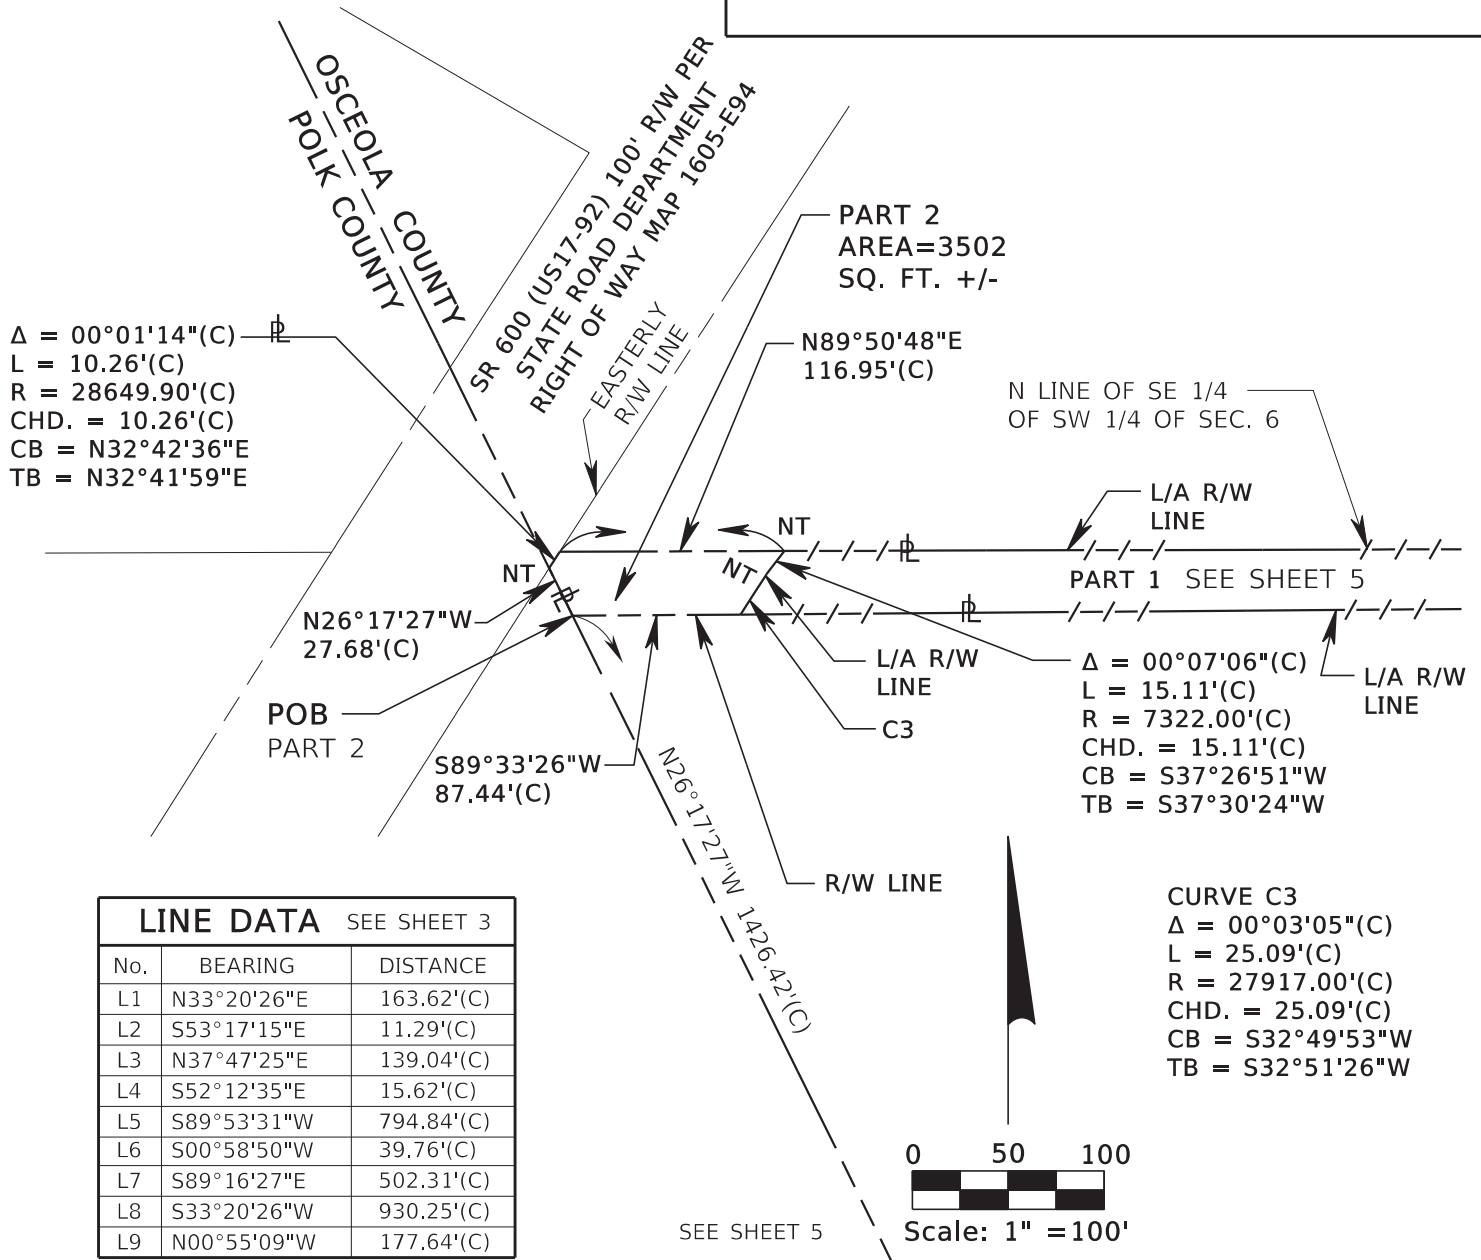 OSCEOLA COUNTY
POLK COUNTY
SR 600 (US17-92) 100' R/W PER
STATE ROAD DEPARTMENT
RIGHT OF WAY MAP 1605-E94
EASTERLY
R/W LINE
PART 2
AREA=3502
SQ. FT. +/-
Δ = 00°01'14"(C)
L = 10.26'(C)
R = 28649.90'(C)
CHD. = 10.26'(C)
CB = N32°42'36"E
TB = N32°41'59"E
PL
N89°50'48"E
116.95'(C)
N LINE OF SE 1/4
OF SW 1/4 OF SEC. 6
L/A R/W
LINE
NT
PL
NT
NT
PL
PART 1 SEE SHEET 5
PL
N26°17'27"W
27.68'(C)
L/A R/W
LINE
Δ = 00°07'06"(C)
L = 15.11'(C)
R = 7322.00'(C)
CHD. = 15.11'(C)
CB = S37°26'51"W
TB = S37°30'24"W
L/A R/W
LINE
POB
PART 2
C3
S89°33'26"W
87.44'(C)
N26°17'27"W 1426.42'(C)
R/W LINE
CURVE C3
Δ = 00°03'05"(C)
L = 25.09'(C)
R = 27917.00'(C)
CHD. = 25.09'(C)
CB = S32°49'53"W
TB = S32°51'26"W
LINE DATA SEE SHEET 3
No. BEARING DISTANCE
L1 N33°20'26"E 163.62'(C)
L2 S53°17'15"E 11.29'(C)
L3 N37°47'25"E 139.04'(C)
L4 S52°12'35"E 15.62'(C)
L5 S89°53'31"W 794.84'(C)
L6 S00°58'50"W 39.76'(C)
L7 S89°16'27"E 502.31'(C)
L8 S33°20'26"W 930.25'(C)
L9 N00°55'09"W 177.64'(C)
SEE SHEET 5
0 50 100
Scale: 1" =100'